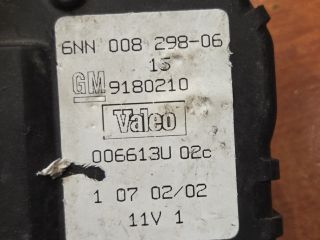 6NN 008 298-06
15
GM 9180210
Valeo
006613U 02c
1 07 02/02
11V 1